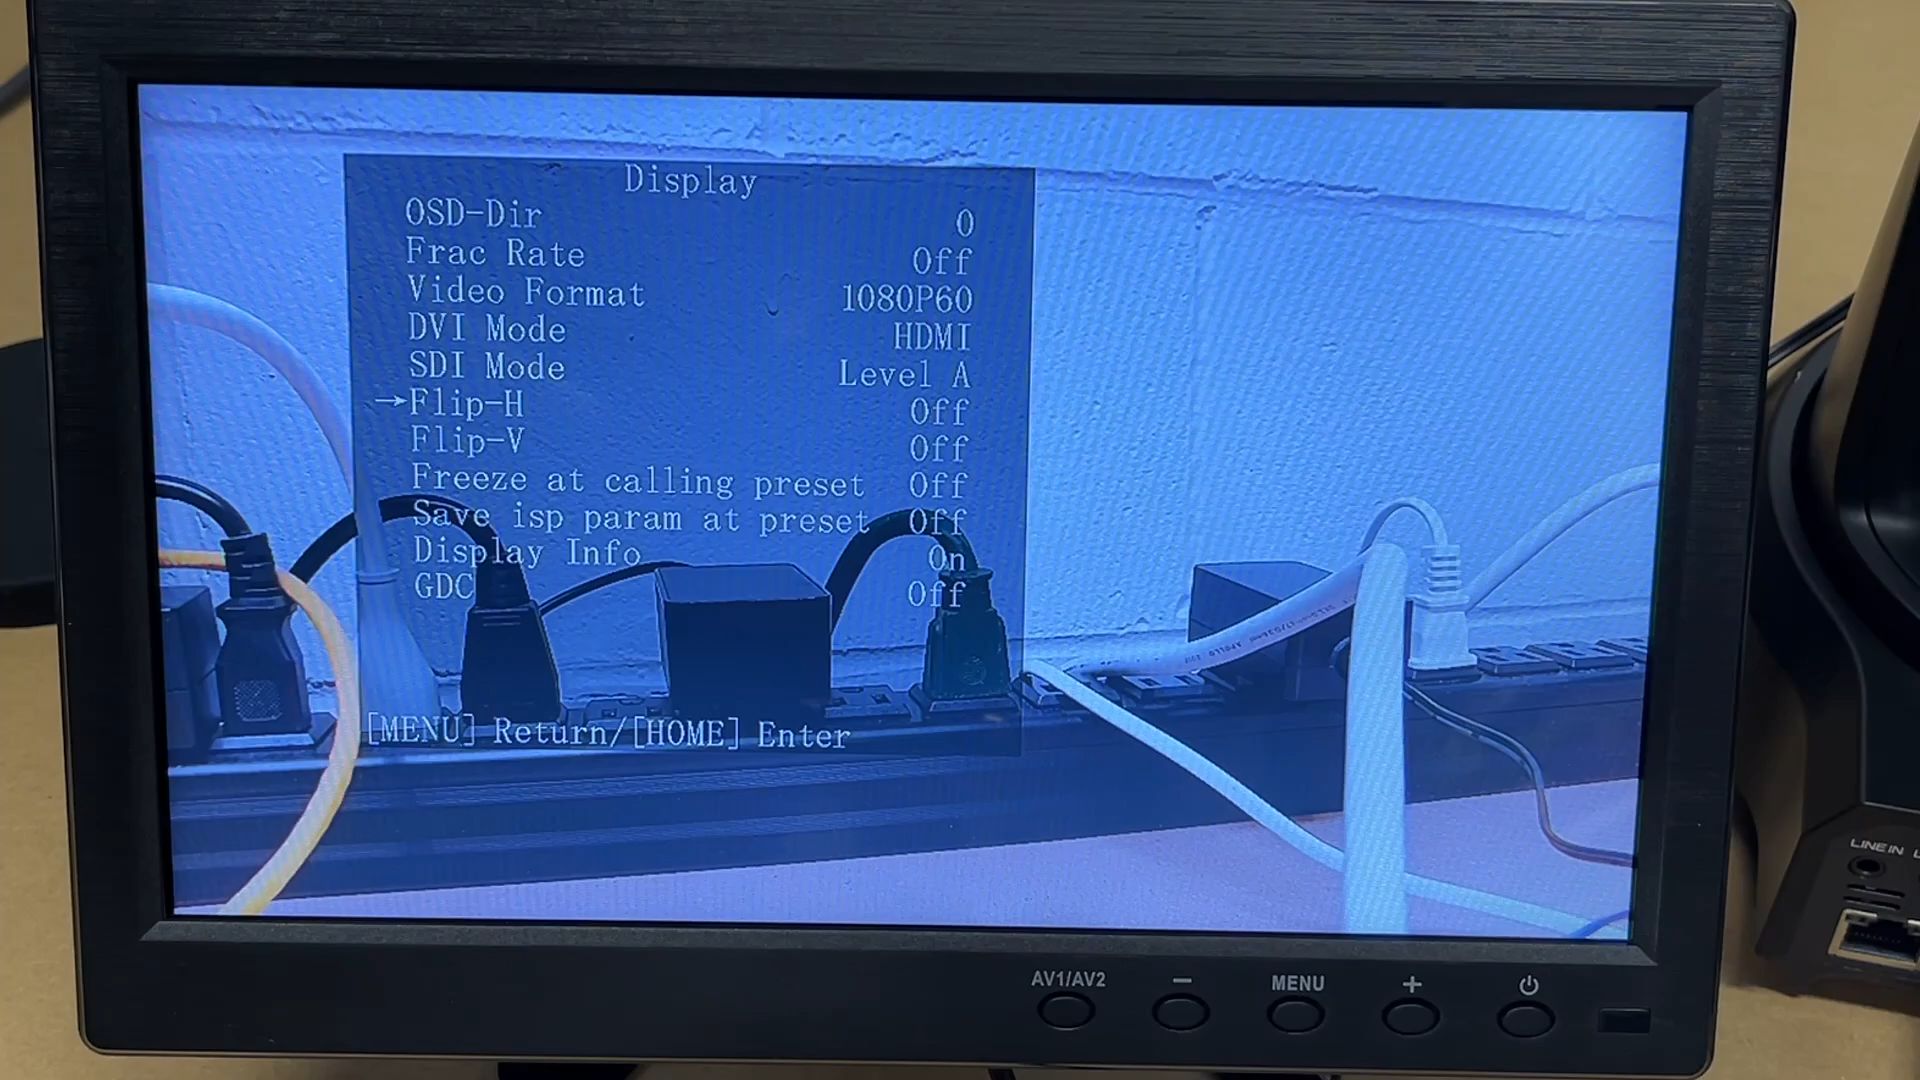 Display
OSD-Dir 0
Frac Rate Off
Video Format 1080P60
DVI Mode HDMI
SDI Mode Level A
→Flip-H Off
Flip-V Off
Freeze at calling preset Off
Save isp param at preset Off
Display Info On
GDC Off
[MENU] Return/[HOME] Enter
AV1/AV2 − MENU +
LINE IN